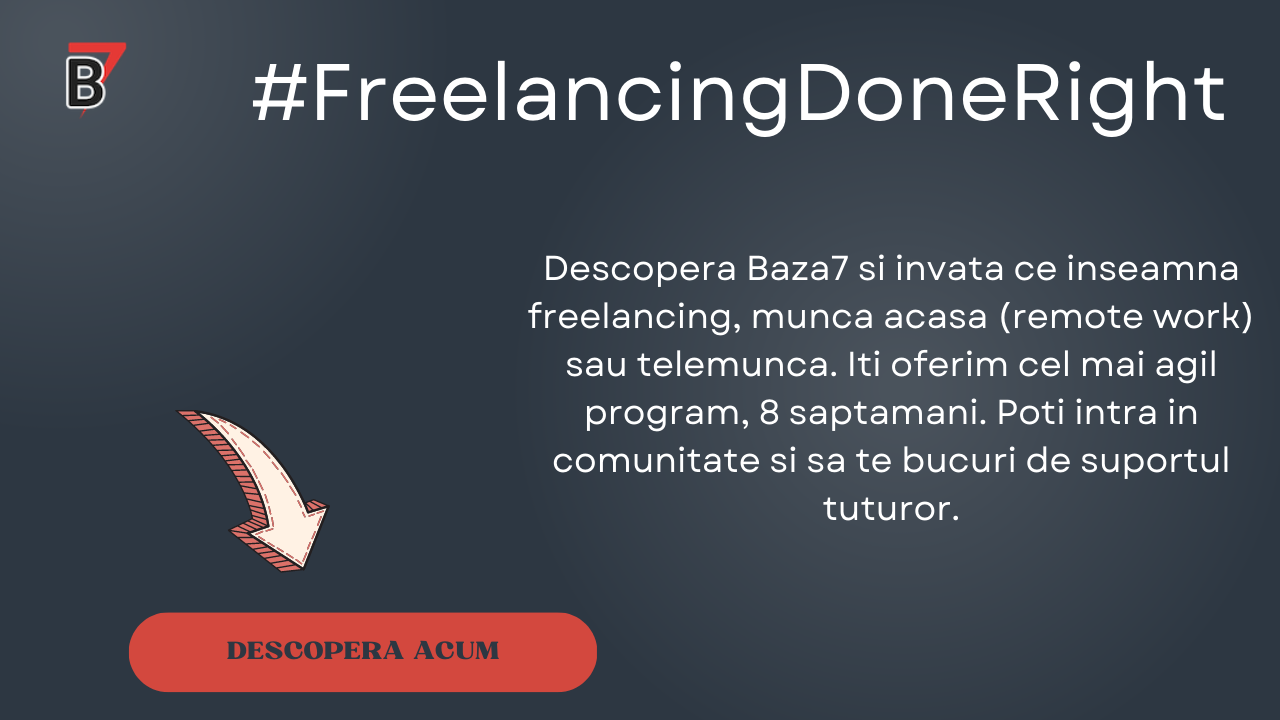 B7
#FreelancingDoneRight
Descopera Baza7 si invata ce inseamna
freelancing, munca acasa (remote work)
sau telemunca. Iti oferim cel mai agil
program, 8 saptamani. Poti intra in
comunitate si sa te bucuri de suportul
tuturor.
DESCOPERA ACUM